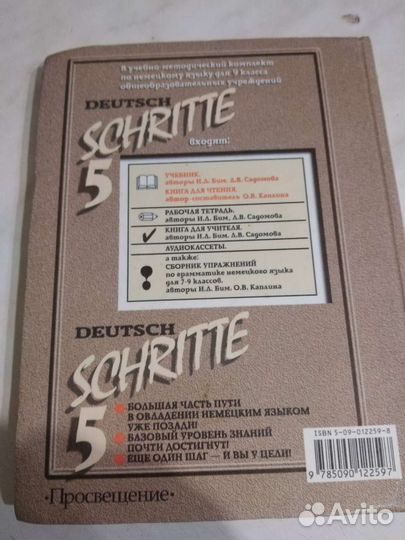 В учебно-методический комплект
по немецкому языку для 9 класса
общеобразовательных учреждений
DEUTSCH
SCHRITTE
5
входят:
УЧЕБНИК.
авторы И.Л. Бим, Л.В. Садомова
КНИГА ДЛЯ ЧТЕНИЯ.
автор-составитель О.В. Каплина
РАБОЧАЯ ТЕТРАДЬ.
авторы И.Л. Бим, Л.В. Садомова
КНИГА ДЛЯ УЧИТЕЛЯ.
авторы И.Л. Бим, Л.В. Садомова
АУДИОКАССЕТЫ.
а также:
СБОРНИК УПРАЖНЕНИЙ
по грамматике немецкого языка
для 7-9 классов.
авторы И.Л. Бим, О.В. Каплина
DEUTSCH
SCHRITTE
5
БОЛЬШАЯ ЧАСТЬ ПУТИ
В ОВЛАДЕНИИ НЕМЕЦКИМ ЯЗЫКОМ
УЖЕ ПОЗАДИ!
БАЗОВЫЙ УРОВЕНЬ ЗНАНИЙ
ПОЧТИ ДОСТИГНУТ!
ЕЩЕ ОДИН ШАГ — И ВЫ У ЦЕЛИ!
ISBN 5-09-012259-8
9 785090 122597
·Просвещение·
Avito